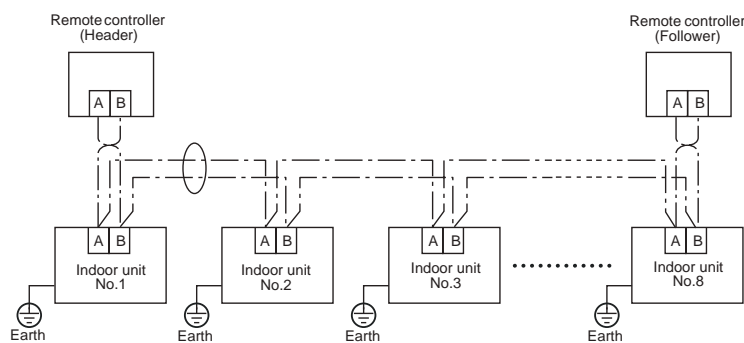 Remote controller
(Header)
Remote controller
(Follower)
A B
A B
A B
A B
A B
A B
Indoor unit
No.1
Indoor unit
No.2
Indoor unit
No.3
Indoor unit
No.8
Earth
Earth
Earth
Earth